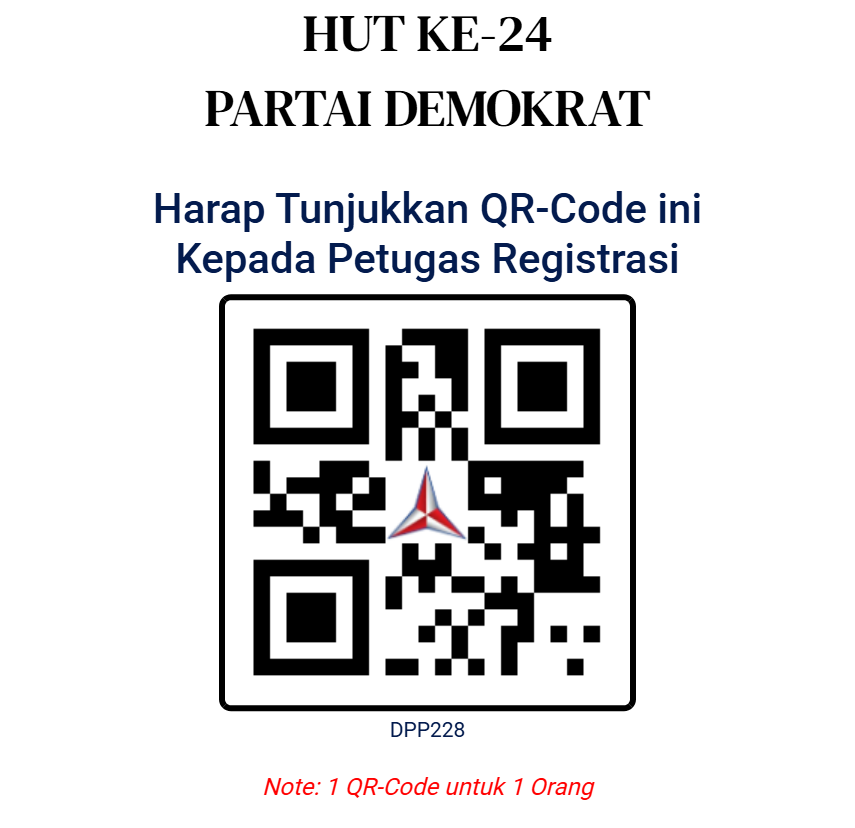 HUT KE-24
PARTAI DEMOKRAT
Harap Tunjukkan QR-Code ini
Kepada Petugas Registrasi
DPP228
Note: 1 QR-Code untuk 1 Orang